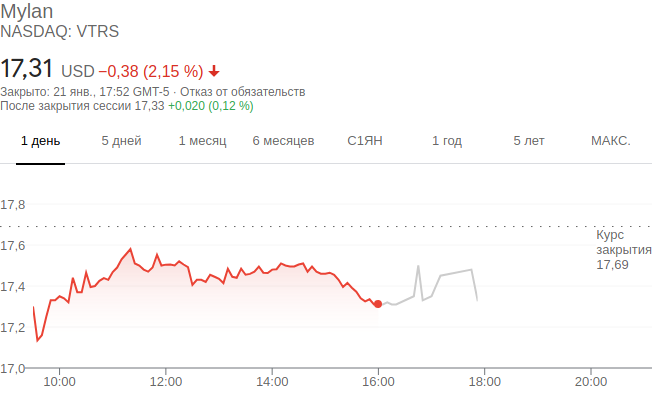 Mylan
NASDAQ: VTRS
17,31 USD −0,38 (2,15 %)
Закрыто: 21 янв., 17:52 GMT-5 · Отказ от обязательств
После закрытия сессии 17,33 +0,020 (0,12 %)
1 день 5 дней 1 месяц 6 месяцев С1ЯН 1 год 5 лет МАКС.
17,8
Курс
закрытия
17,69
17,6
17,4
17,2
17,0
10:00 12:00 14:00 16:00 18:00 20:00